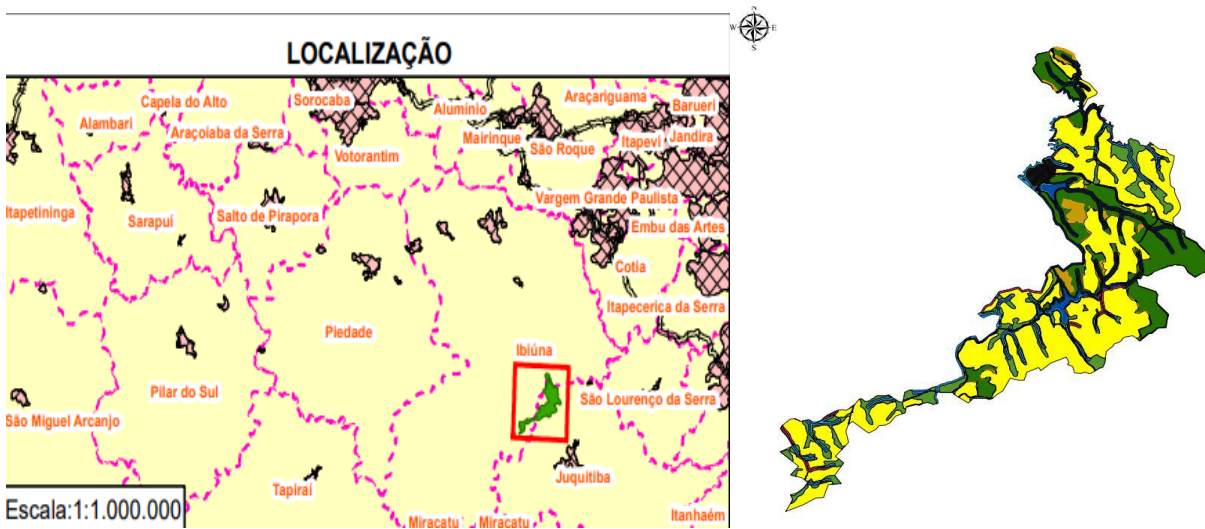 LOCALIZAÇÃO
Capela do Alto
Sorocaba
Araçariguama
Alambari
Alumínio
Barueri
Araçoiaba da Serra
Mairinque
Jandira
Votorantim
São Roque
Itapevi
Vargem Grande Paulista
Itapetininga
Sarapuí
Salto de Pirapora
Embu das Artes
Cotia
Itapecerica da Serra
Piedade
Ibiúna
Pilar do Sul
São Lourenço da Serra
São Miguel Arcanjo
Juquitiba
Tapiraí
Escala:1:1.000.000
Miracatu
Miracatu
Itanhaém
N
W
E
S